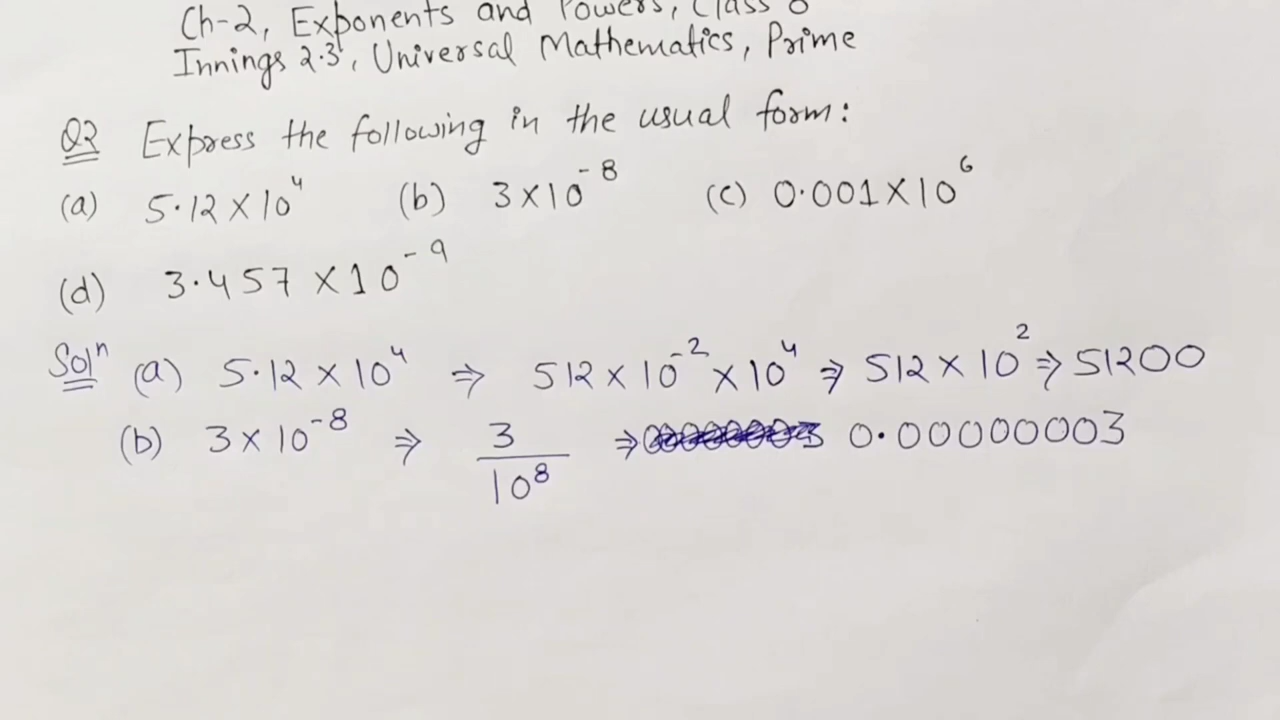 Ch-2, Exponents and Powers, Class 8
Innings 2.3, Universal Mathematics, Prime
Q2 Express the following in the usual form:
(a) 5.12 × 10⁴ (b) 3 × 10⁻⁸ (c) 0.001 × 10⁶
(d) 3.457 × 10⁻⁹
Solⁿ (a) 5.12 × 10⁴ ⇒ 512 × 10⁻² × 10⁴ ⇒ 512 × 10² ⇒ 51200
(b) 3 × 10⁻⁸ ⇒ 3/10⁸ ⇒ 0.00000003